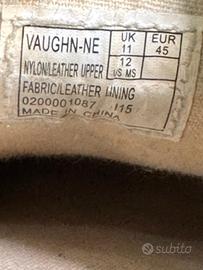 VAUGHN-NE
UK EUR
11 45
NYLON/LEATHER UPPER
12
US MS
FABRIC/LEATHER LINING
0200001087 I15
MADE IN CHINA
subito